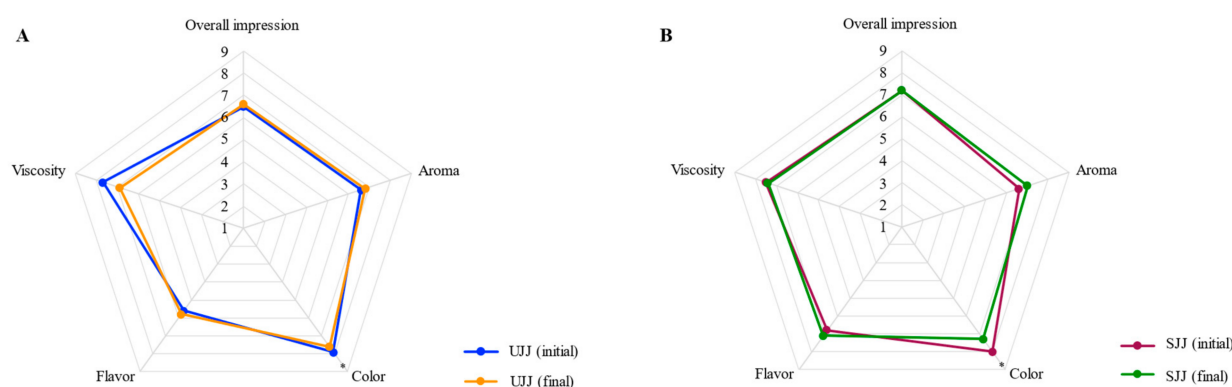 A
Overall impression
9
8
7
6
5
4
3
2
1
Viscosity
Aroma
Flavor
* Color
UJJ (initial)
UJJ (final)
B
Overall impression
9
8
7
6
5
4
3
2
1
Viscosity
Aroma
Flavor
* Color
SJJ (initial)
SJJ (final)